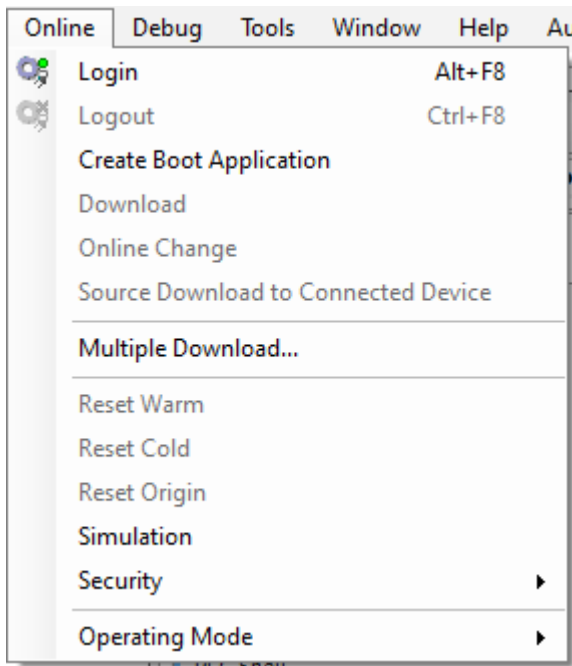 Online Debug Tools Window Help Au
Login Alt+F8
Logout Ctrl+F8
Create Boot Application
Download
Online Change
Source Download to Connected Device
Multiple Download...
Reset Warm
Reset Cold
Reset Origin
Simulation
Security
Operating Mode